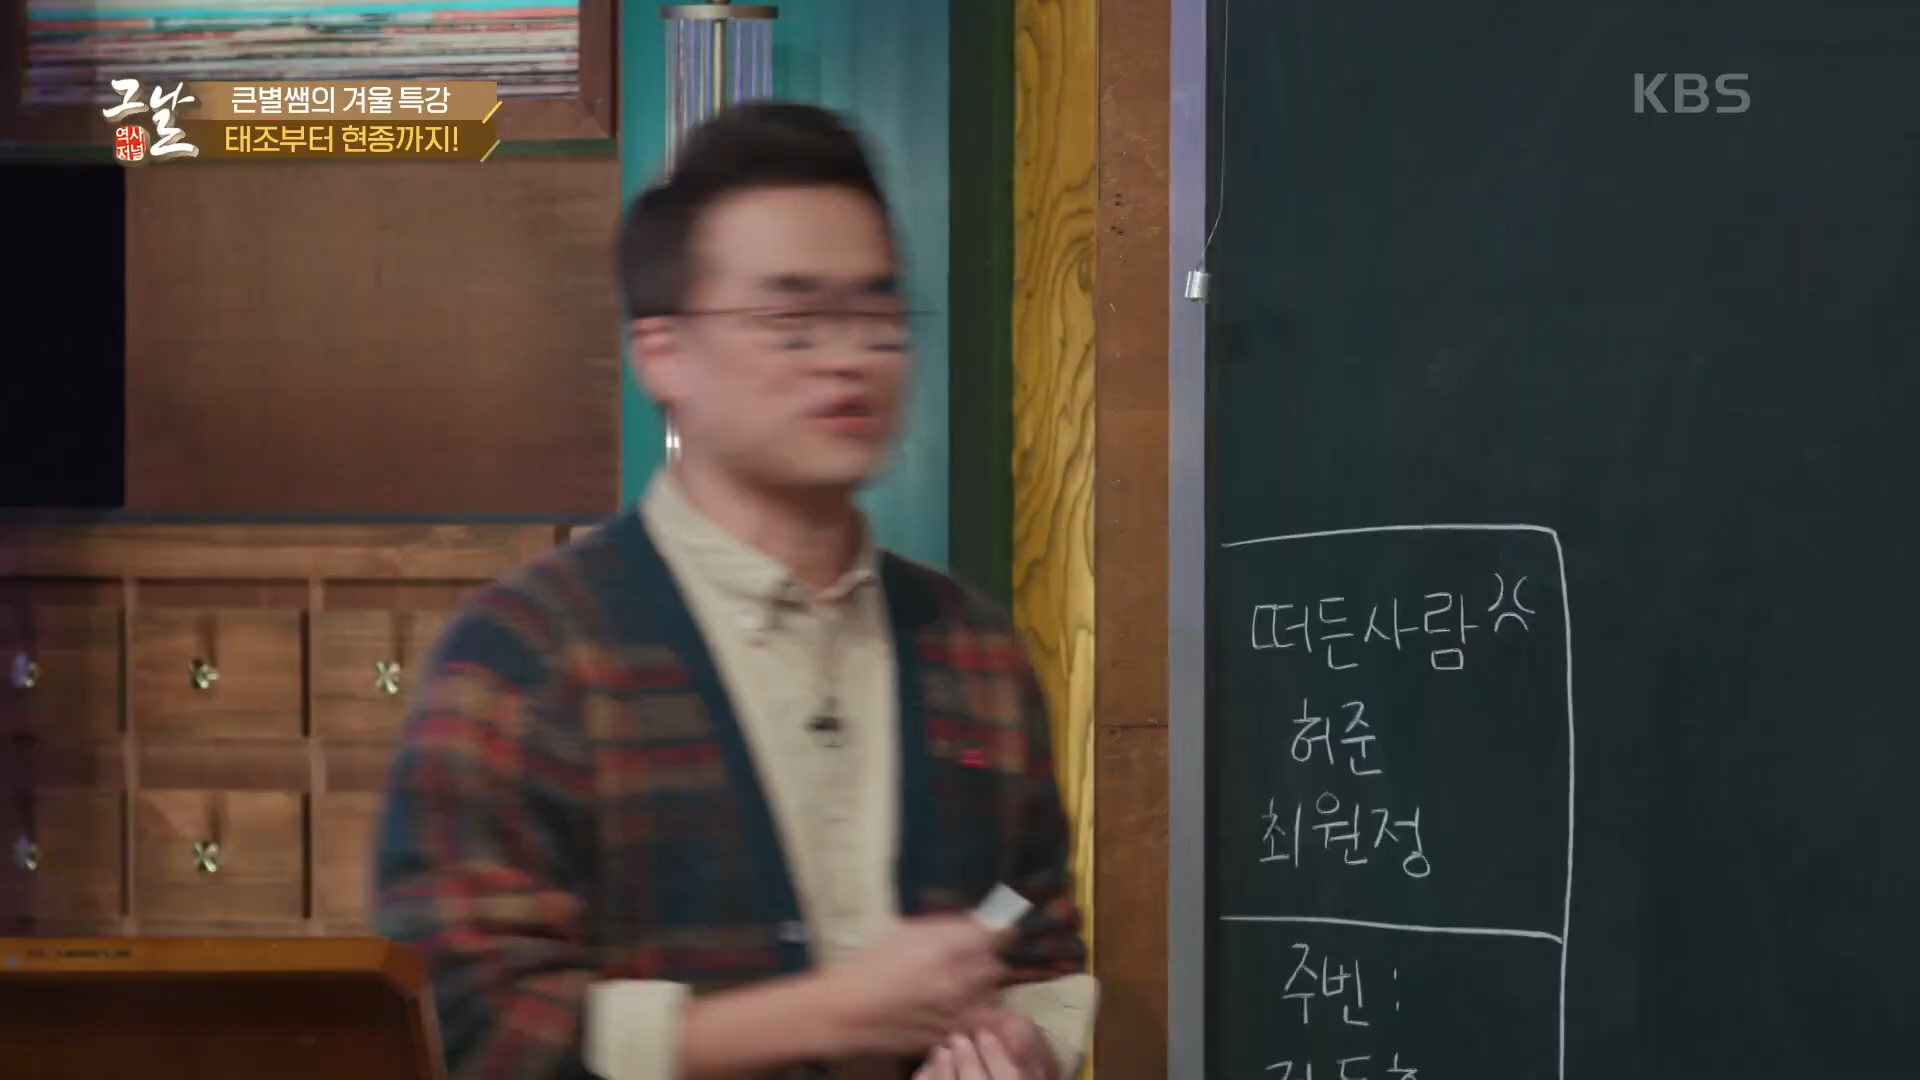 그날
역사
저널
큰별쌤의 겨울 특강
태조부터 현종까지!
KBS
떠든사람
허준
최원정
주번 :